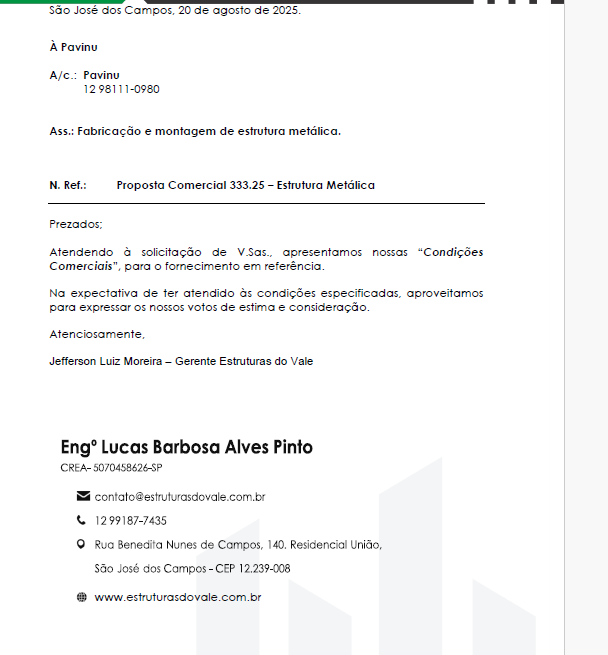 São José dos Campos, 20 de agosto de 2025.
À Pavinu
A/c.: Pavinu
12 98111-0980
Ass.: Fabricação e montagem de estrutura metálica.
N. Ref.: Proposta Comercial 333.25 – Estrutura Metálica
Prezados;
Atendendo à solicitação de V.Sas., apresentamos nossas “Condições
Comerciais”, para o fornecimento em referência.
Na expectativa de ter atendido às condições especificadas, aproveitamos
para expressar os nossos votos de estima e consideração.
Atenciosamente,
Jefferson Luiz Moreira – Gerente Estruturas do Vale
Engº Lucas Barbosa Alves Pinto
CREA- 5070458626-SP
contato@estruturasdovale.com.br
12 99187-7435
Rua Benedita Nunes de Campos, 140. Residencial União,
São José dos Campos - CEP 12.239-008
www.estruturasdovale.com.br